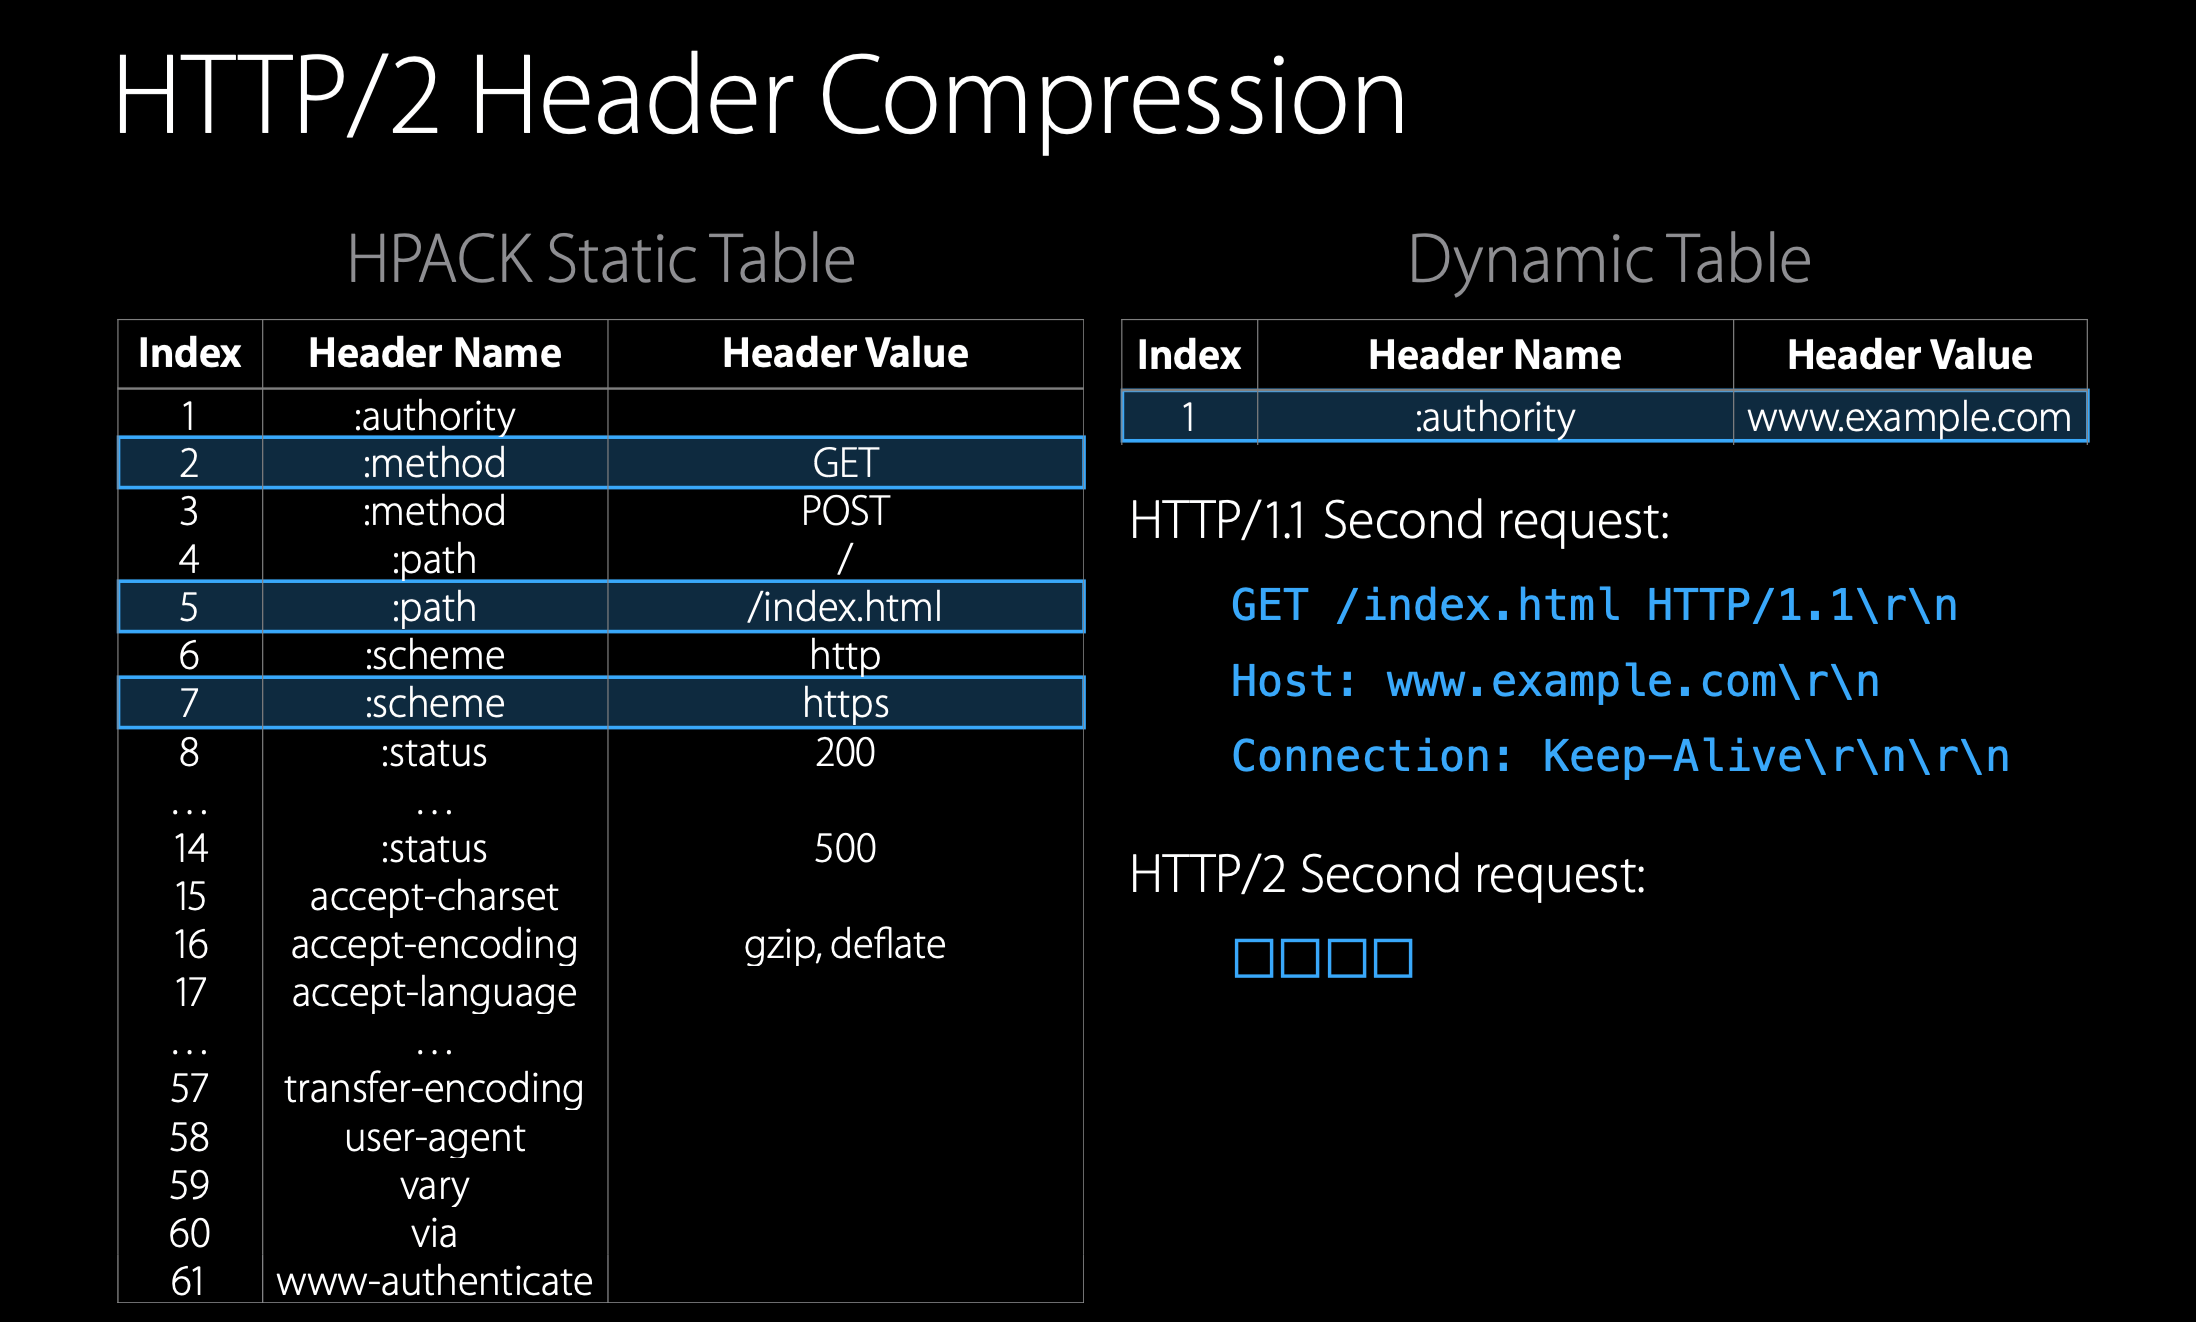 HTTP/2 Header Compression
HPACK Static Table
Index Header Name Header Value
1 :authority
2 :method GET
3 :method POST
4 :path /
5 :path /index.html
6 :scheme http
7 :scheme https
8 :status 200
... ...
14 :status 500
15 accept-charset
16 accept-encoding gzip, deflate
17 accept-language
... ...
57 transfer-encoding
58 user-agent
59 vary
60 via
61 www-authenticate
Dynamic Table
Index Header Name Header Value
1 :authority www.example.com
HTTP/1.1 Second request:
GET /index.html HTTP/1.1\r\n
Host: www.example.com\r\n
Connection: Keep-Alive\r\n\r\n
HTTP/2 Second request:
□□□□